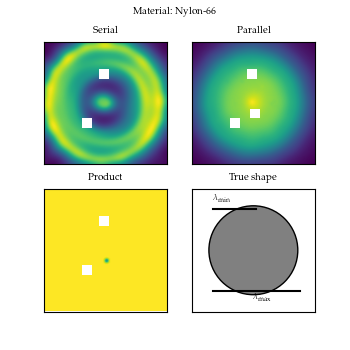 Material: Nylon-66
Serial
Parallel
Product
True shape
λmin
λmax